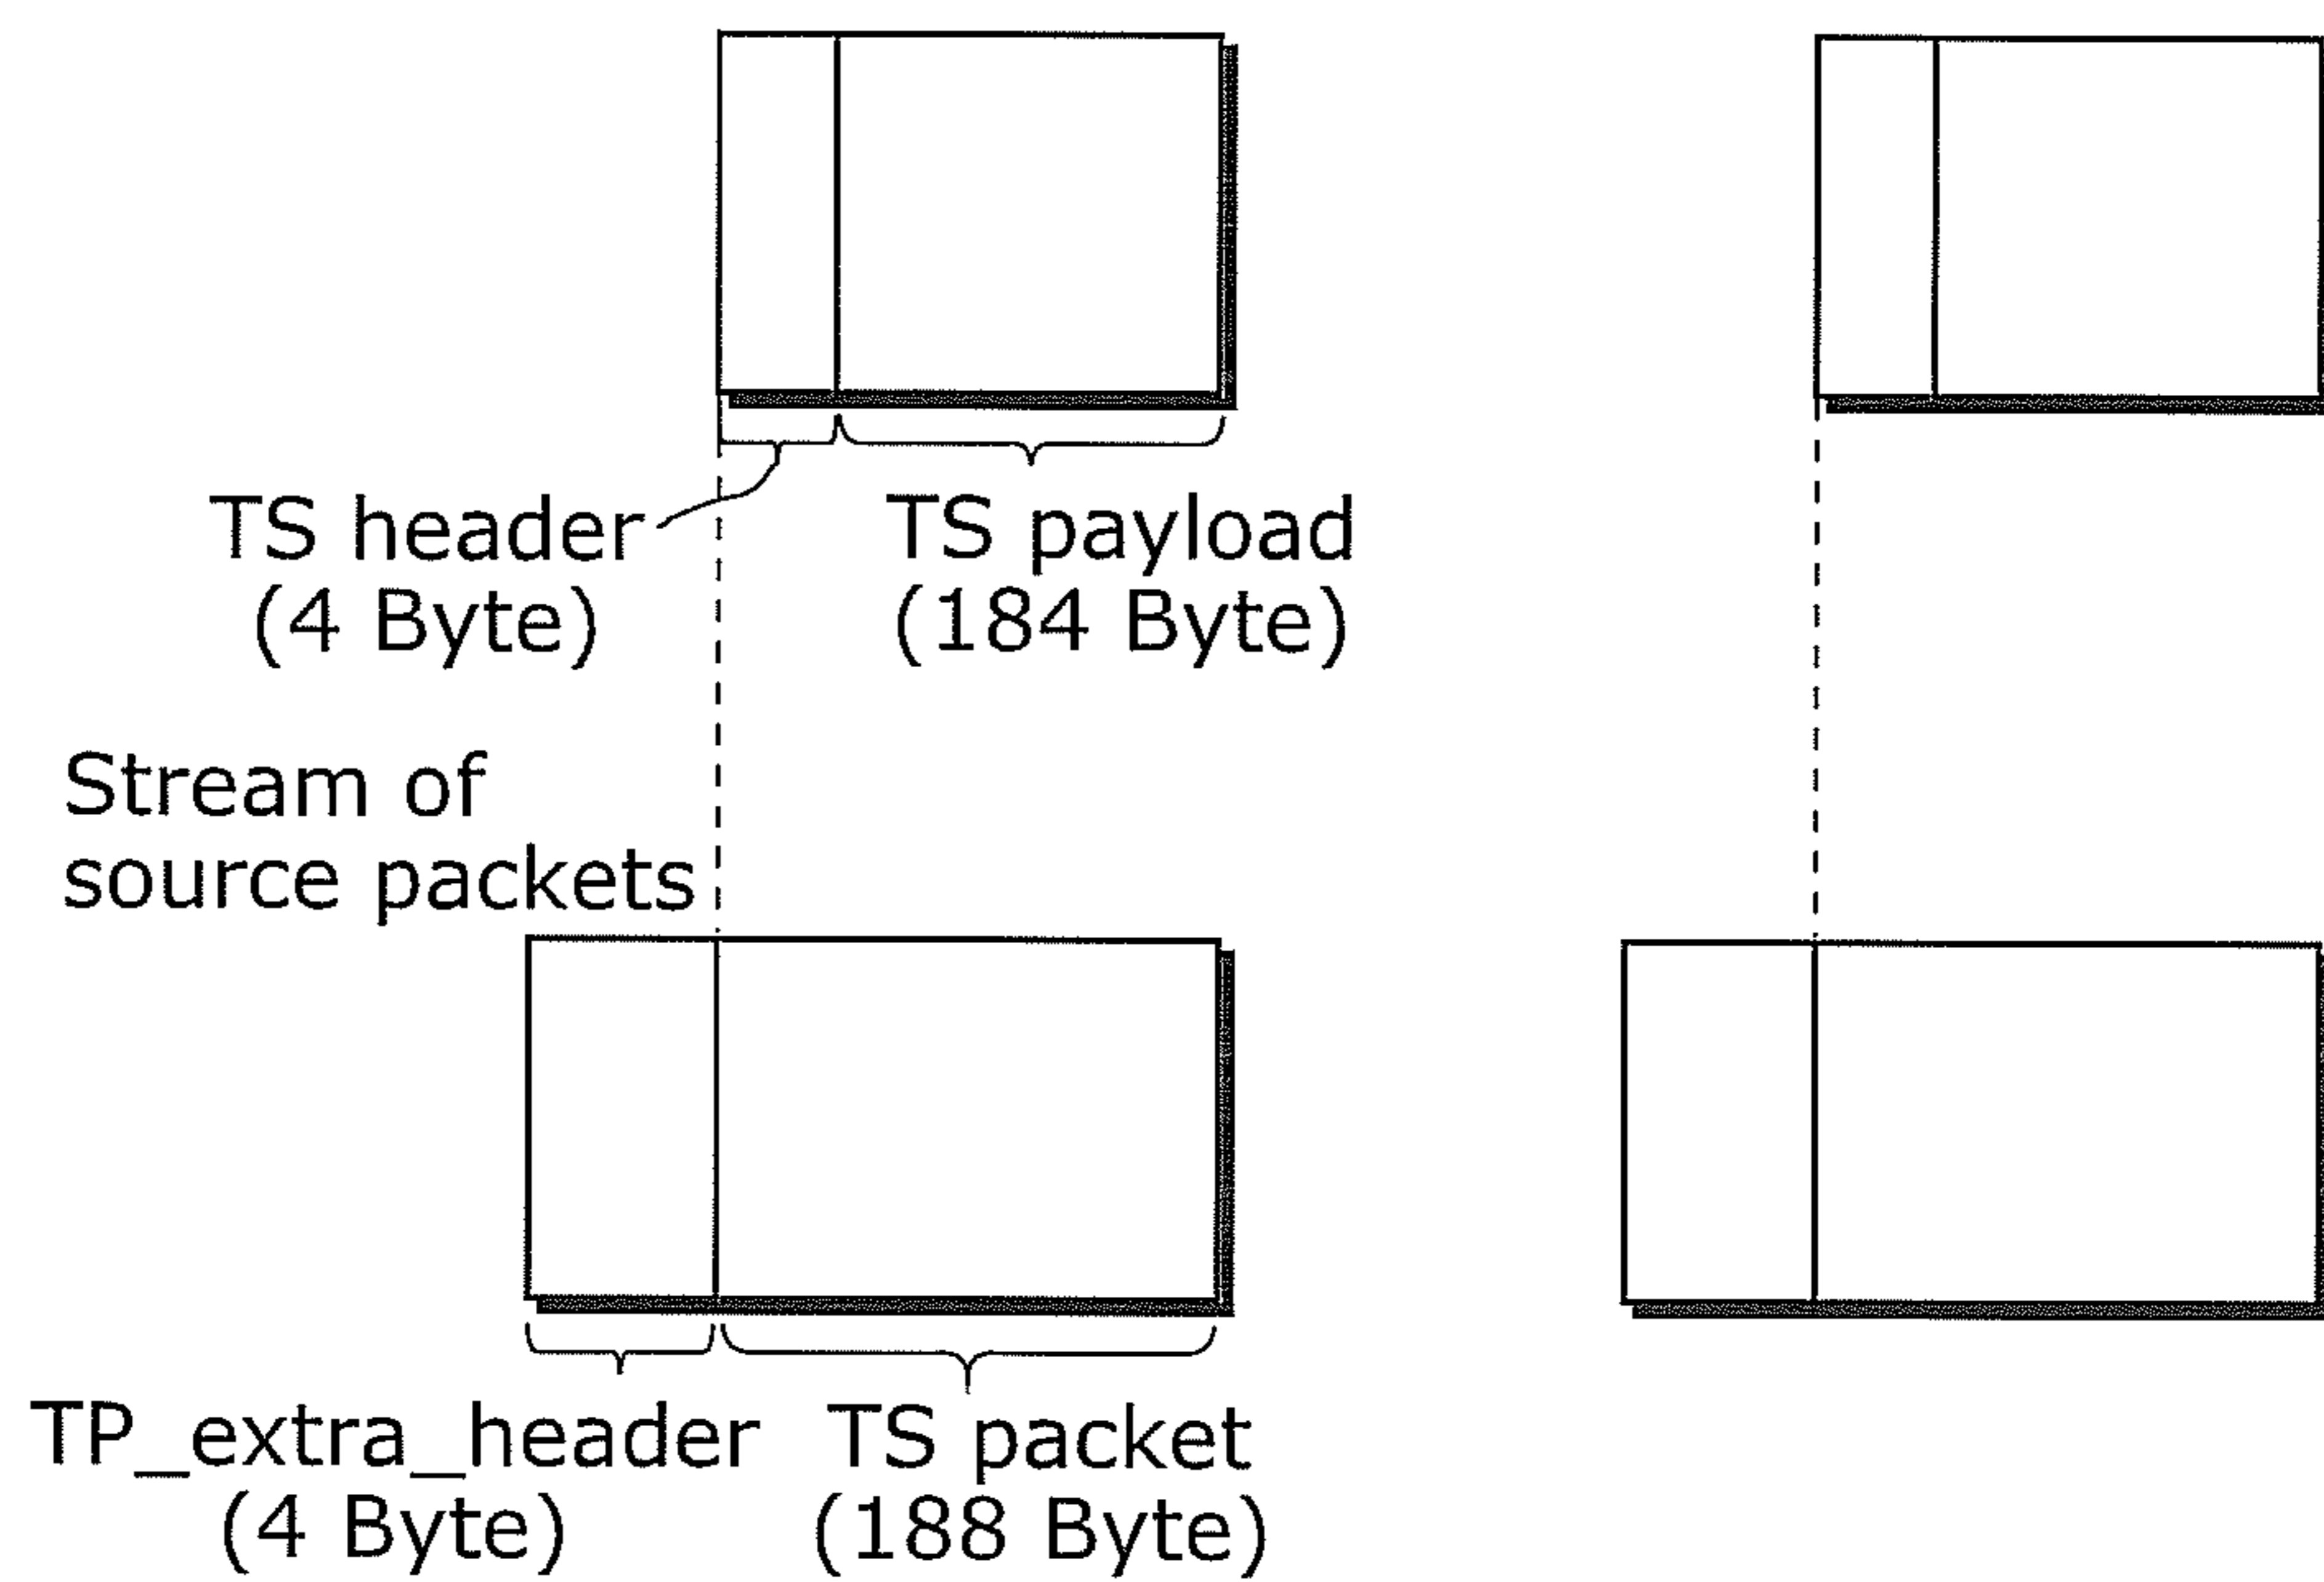 TS header
(4 Byte)
TS payload
(184 Byte)
Stream of
source packets
TP_extra_header
(4 Byte)
TS packet
(188 Byte)